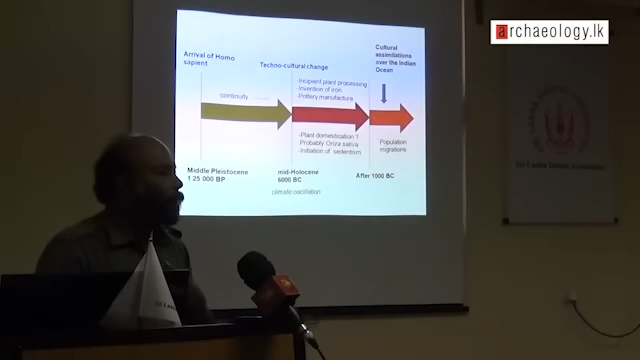 archaeology.lk
Arrival of Homo
sapient
Techno-cultural.change
Cultural
assimilations
over the Indian
Ocean
continuity
-Incipient plant processing
-Invention of iron
-Pottery manufacture
-Plant domestication ?
Probably Oriza sativa
-Initiation of sedentism
Population
migrations
Middle Pleistocene
1 25 000 BP
mid-Holocene
6000 BC
After 1000 BC
climatic oscillation